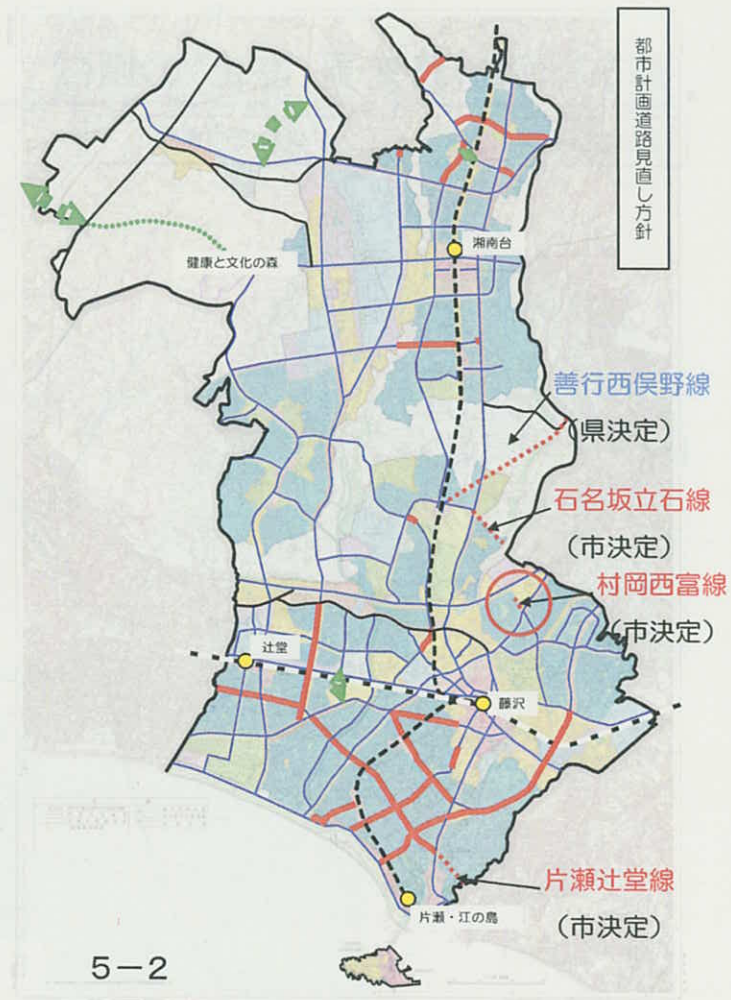 都市計画道路見直し方針
湘南台
健康と文化の森
善行西俣野線
(県決定)
石名坂立石線
(市決定)
村岡西富線
(市決定)
辻堂
藤沢
片瀬辻堂線
(市決定)
片瀬・江の島
5-2